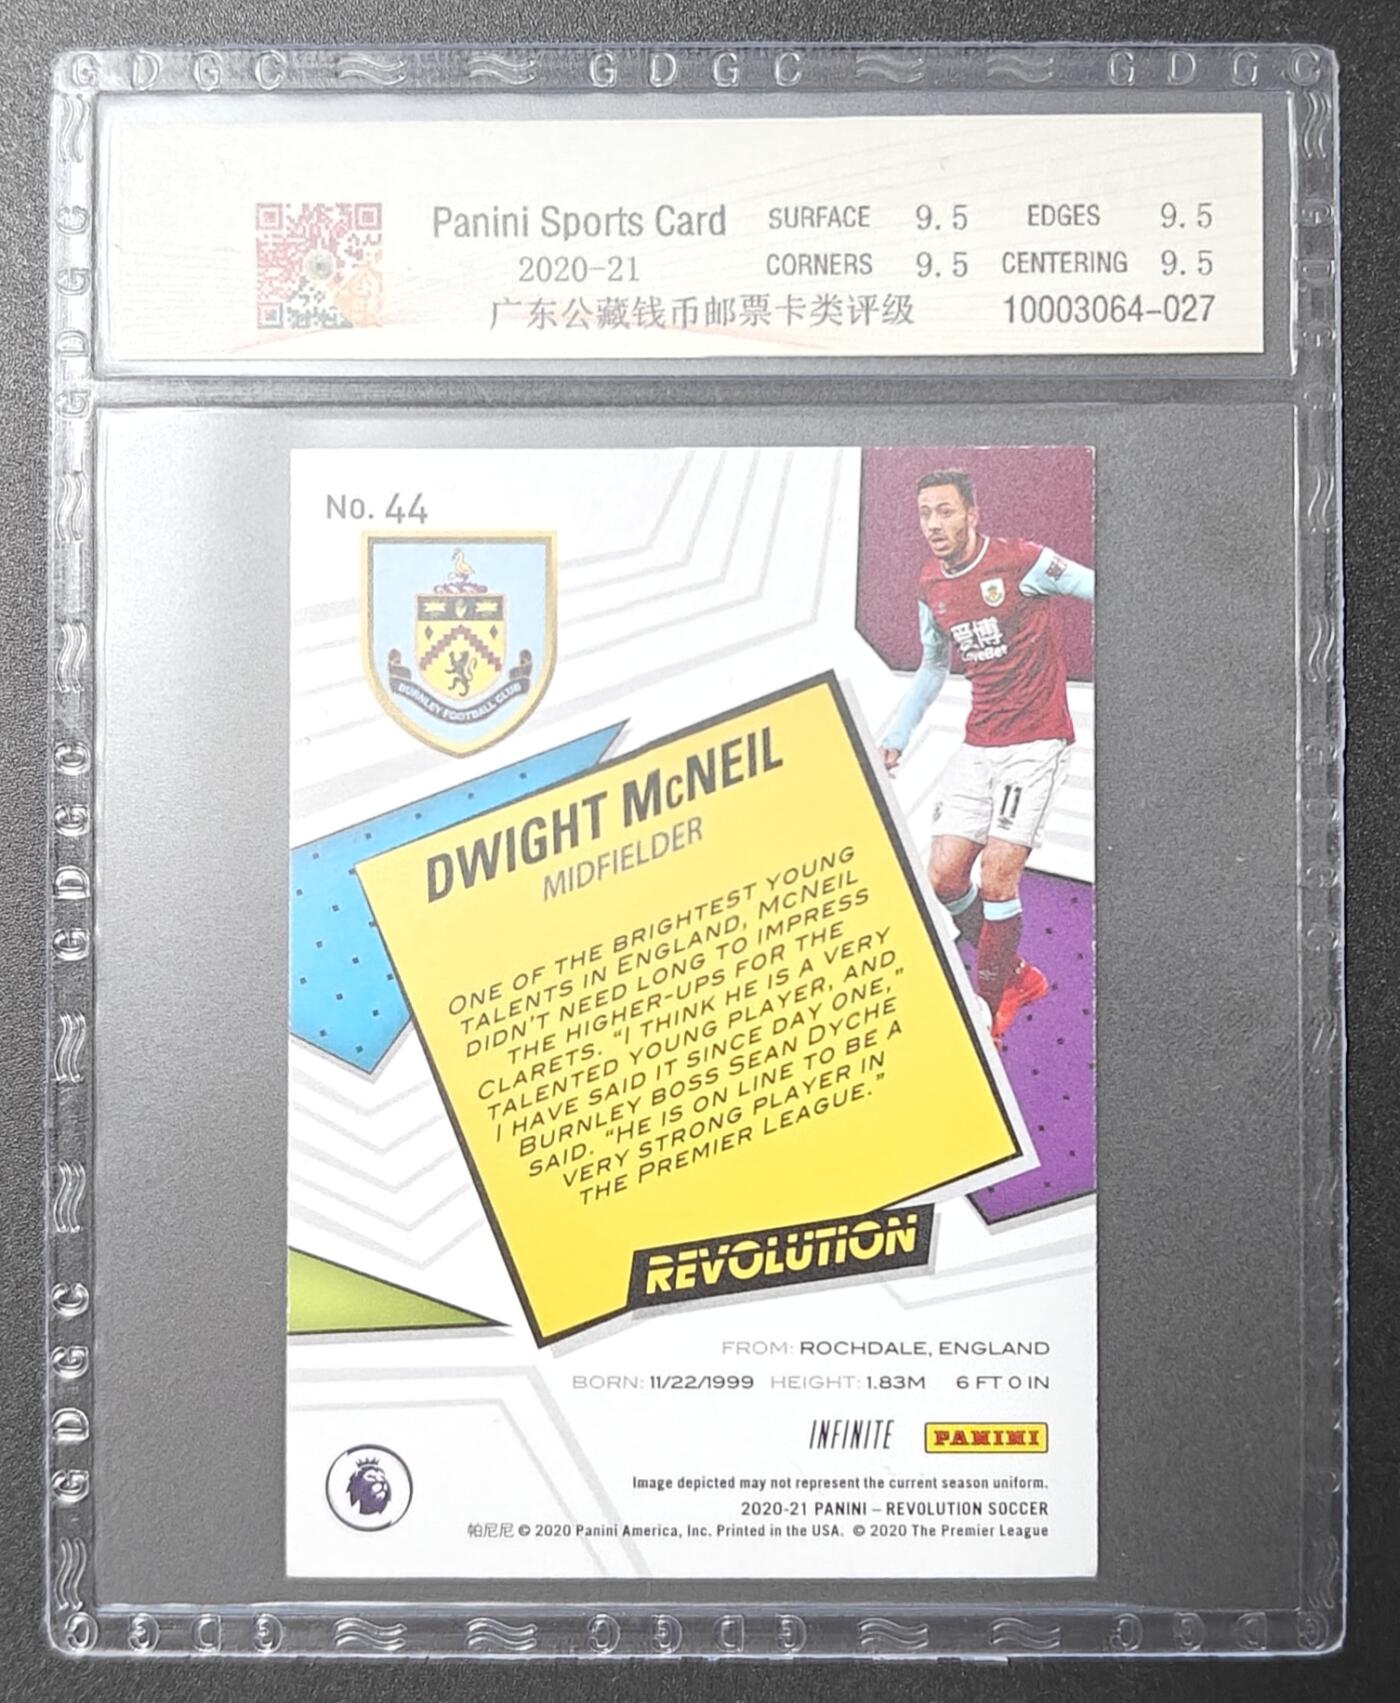 G D G C G D G C G D G C
Panini Sports Card
2020-21
广东公藏钱币邮票卡类评级
SURFACE 9.5 EDGES 9.5
CORNERS 9.5 CENTERING 9.5
10003064-027
No. 44
BURNLEY FOOTBALL CLUB
爱博
LoveBet
11
DWIGHT McNEIL
MIDFIELDER
ONE OF THE BRIGHTEST YOUNG
TALENTS IN ENGLAND, MCNEIL
DIDN'T NEED LONG TO IMPRESS
THE HIGHER-UPS FOR THE
CLARETS. "I THINK HE IS A VERY
TALENTED YOUNG PLAYER, AND
I HAVE SAID IT SINCE DAY ONE,"
BURNLEY BOSS SEAN DYCHE
SAID. "HE IS ON LINE TO BE A
VERY STRONG PLAYER IN
THE PREMIER LEAGUE."
REVOLUTION
FROM: ROCHDALE, ENGLAND
BORN: 11/22/1999 HEIGHT: 1.83M 6 FT 0 IN
INFINITE PANINI
Image depicted may not represent the current season uniform.
2020-21 PANINI – REVOLUTION SOCCER
帕尼尼 © 2020 Panini America, Inc. Printed in the USA. © 2020 The Premier League